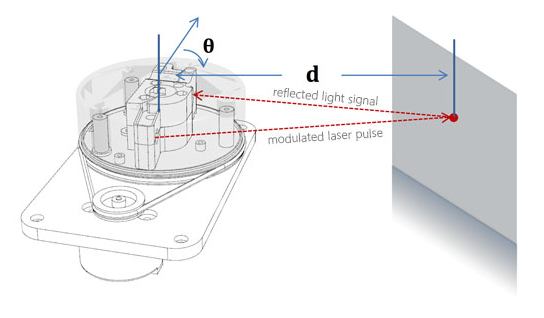 θ
d
reflected light signal
modulated laser pulse